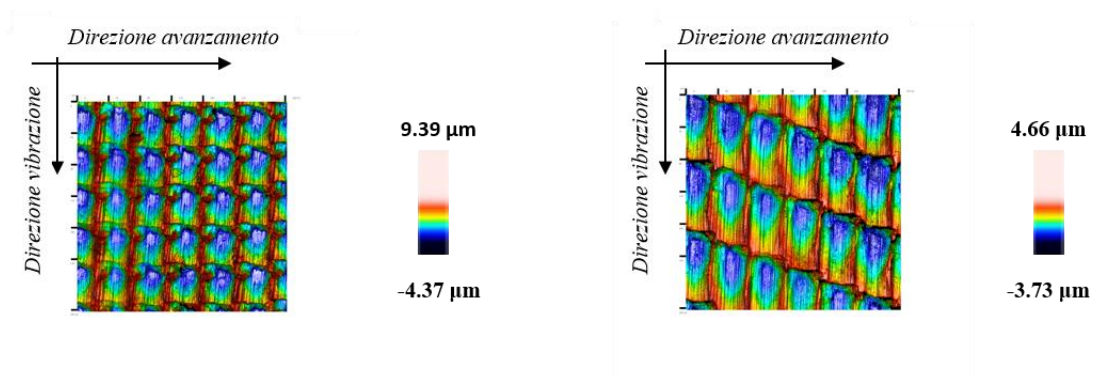 Direzione avanzamento
Direzione vibrazione
9.39 µm
-4.37 µm
Direzione avanzamento
Direzione vibrazione
4.66 µm
-3.73 µm